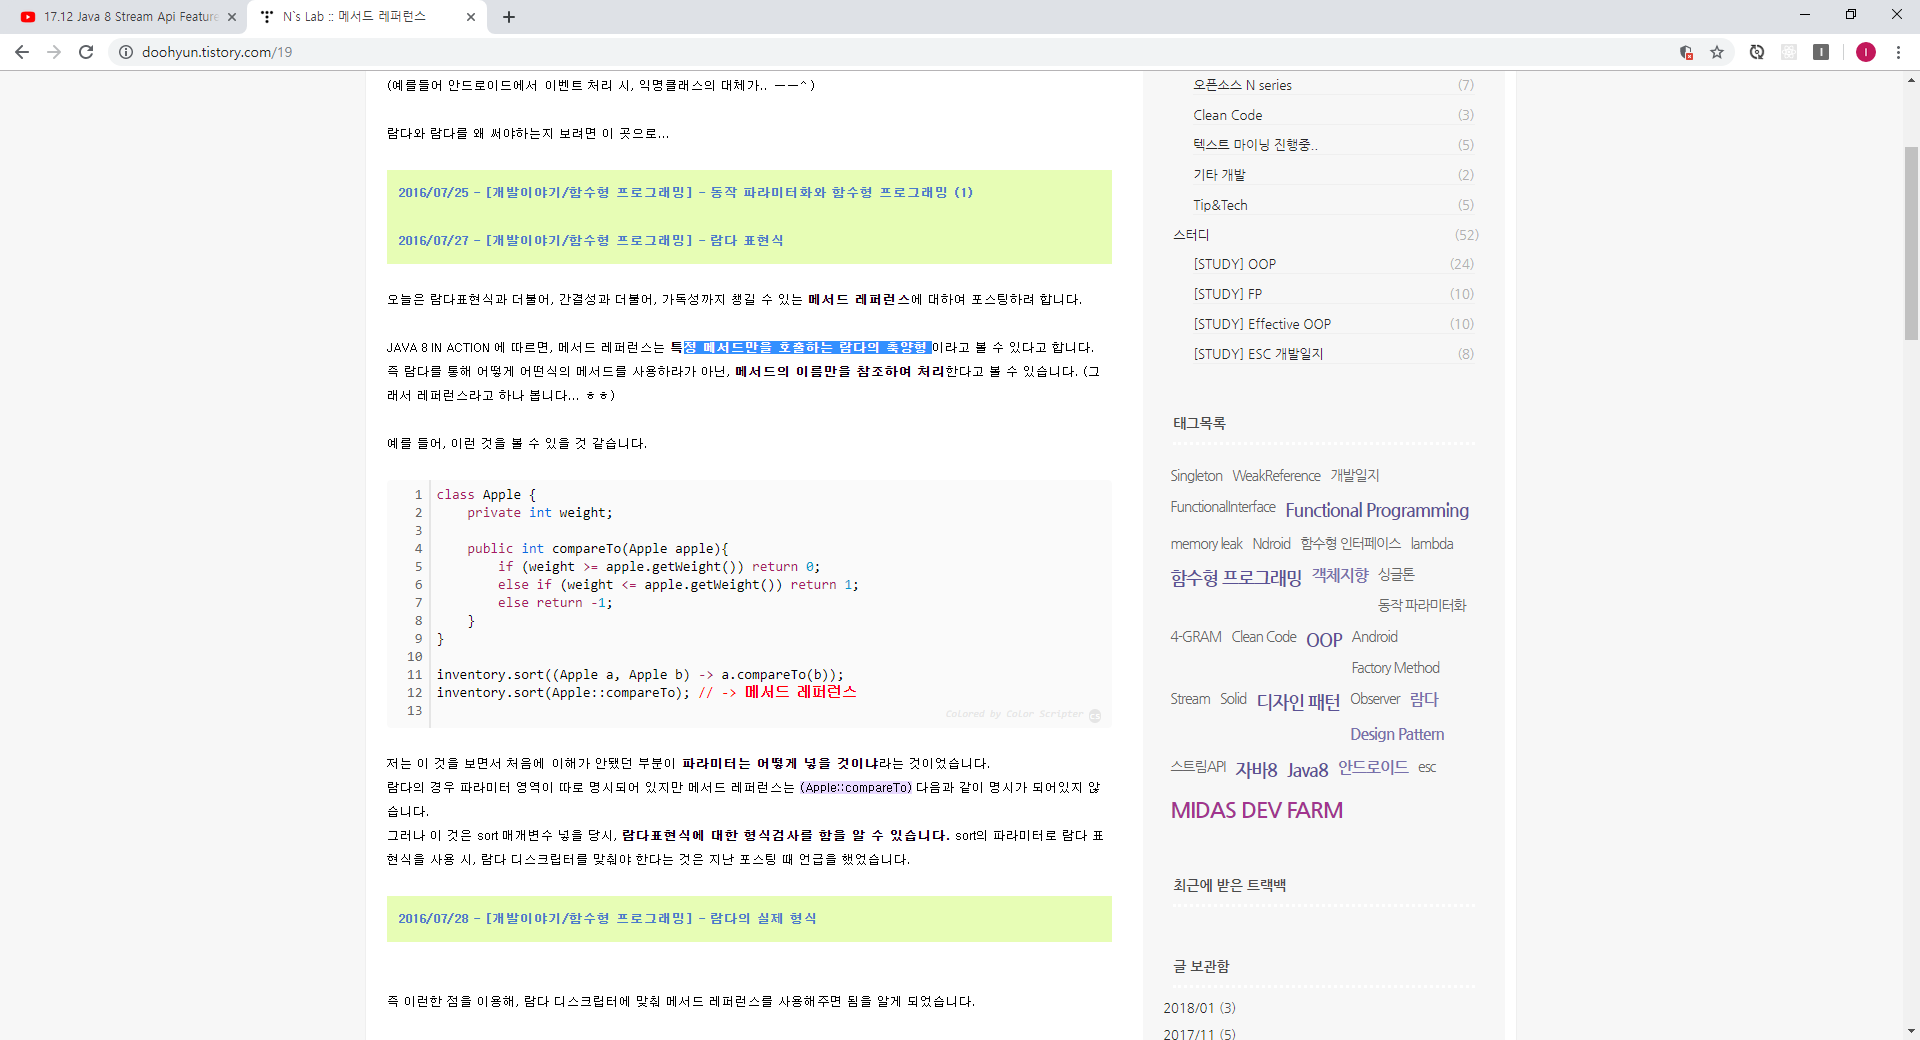 17.12 Java 8 Stream Api Feature
N`s Lab :: 메서드 레퍼런스
doohyun.tistory.com/19
(예를들어 안드로이드에서 이벤트 처리 시, 익명클래스의 대체가.. ㅡㅡ^)
람다와 람다를 왜 써야하는지 보려면 이 곳으로...
2016/07/25 - [개발이야기/함수형 프로그래밍] - 동작 파라미터화와 함수형 프로그래밍 (1)
2016/07/27 - [개발이야기/함수형 프로그래밍] - 람다 표현식
오늘은 람다표현식과 더불어, 간결성과 더불어, 가독성까지 챙길 수 있는 메서드 레퍼런스에 대하여 포스팅하려 합니다.
JAVA 8 IN ACTION 에 따르면, 메서드 레퍼런스는 특정 메서드만을 호출하는 람다의 축양형 이라고 볼 수 있다고 합니다.
즉 람다를 통해 어떻게 어떤식의 메서드를 사용하라가 아닌, 메서드의 이름만을 참조하여 처리한다고 볼 수 있습니다. (그
래서 레퍼런스라고 하나 봅니다... ㅎㅎ)
예를 들어, 이런 것을 볼 수 있을 것 같습니다.
1 class Apple {
2 private int weight;
3
4 public int compareTo(Apple apple){
5 if (weight >= apple.getWeight()) return 0;
6 else if (weight <= apple.getWeight()) return 1;
7 else return -1;
8 }
9 }
10
11 inventory.sort((Apple a, Apple b) -> a.compareTo(b));
12 inventory.sort(Apple::compareTo); // -> 메서드 레퍼런스
13
Colored by Color Scripter cs
저는 이 것을 보면서 처음에 이해가 안됐던 부분이 파라미터는 어떻게 넣을 것이냐라는 것이었습니다.
람다의 경우 파라미터 영역이 따로 명시되어 있지만 메서드 레퍼런스는 (Apple::compareTo) 다음과 같이 명시가 되어있지 않
습니다.
그러나 이 것은 sort 매개변수 넣을 당시, 람다표현식에 대한 형식검사를 함을 알 수 있습니다. sort의 파라미터로 람다 표
현식을 사용 시, 람다 디스크립터를 맞춰야 한다는 것은 지난 포스팅 때 언급을 했었습니다.
2016/07/28 - [개발이야기/함수형 프로그래밍] - 람다의 실제 형식
즉 이런한 점을 이용해, 람다 디스크립터에 맞춰 메서드 레퍼런스를 사용해주면 됨을 알게 되었습니다.
오픈소스 N series (7)
Clean Code (3)
텍스트 마이닝 진행중.. (5)
기타 개발 (2)
Tip&Tech (5)
스터디 (52)
[STUDY] OOP (24)
[STUDY] FP (10)
[STUDY] Effective OOP (10)
[STUDY] ESC 개발일지 (8)
태그목록
Singleton WeakReference 개발일지
FunctionalInterface Functional Programming
memory leak Ndroid 함수형 인터페이스 lambda
함수형 프로그래밍 객체지향 싱글톤
동작 파라미터화
4-GRAM Clean Code OOP Android
Factory Method
Stream Solid 디자인 패턴 Observer 람다
Design Pattern
스트림API 자바8 Java8 안드로이드 esc
MIDAS DEV FARM
최근에 받은 트랙백
글 보관함
2018/01 (3)
2017/11 (5)